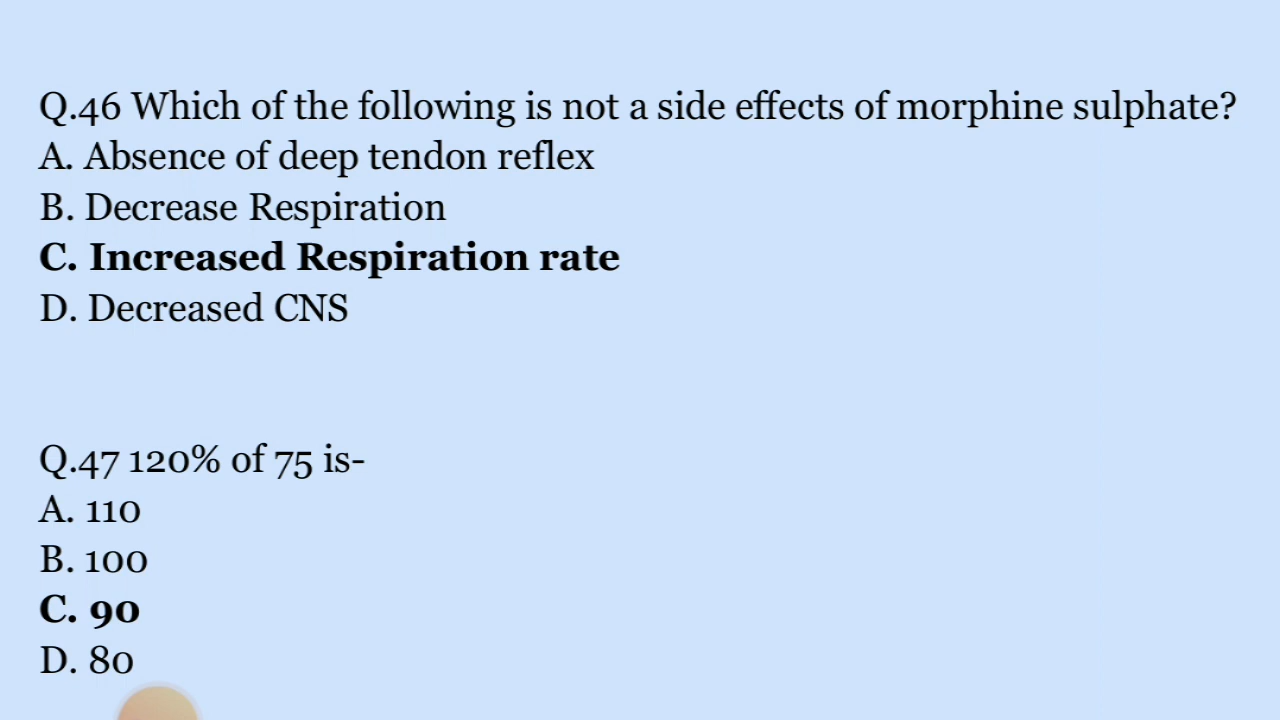 Q.46 Which of the following is not a side effects of morphine sulphate?
A. Absence of deep tendon reflex
B. Decrease Respiration
C. Increased Respiration rate
D. Decreased CNS
Q.47 120% of 75 is-
A. 110
B. 100
C. 90
D. 80